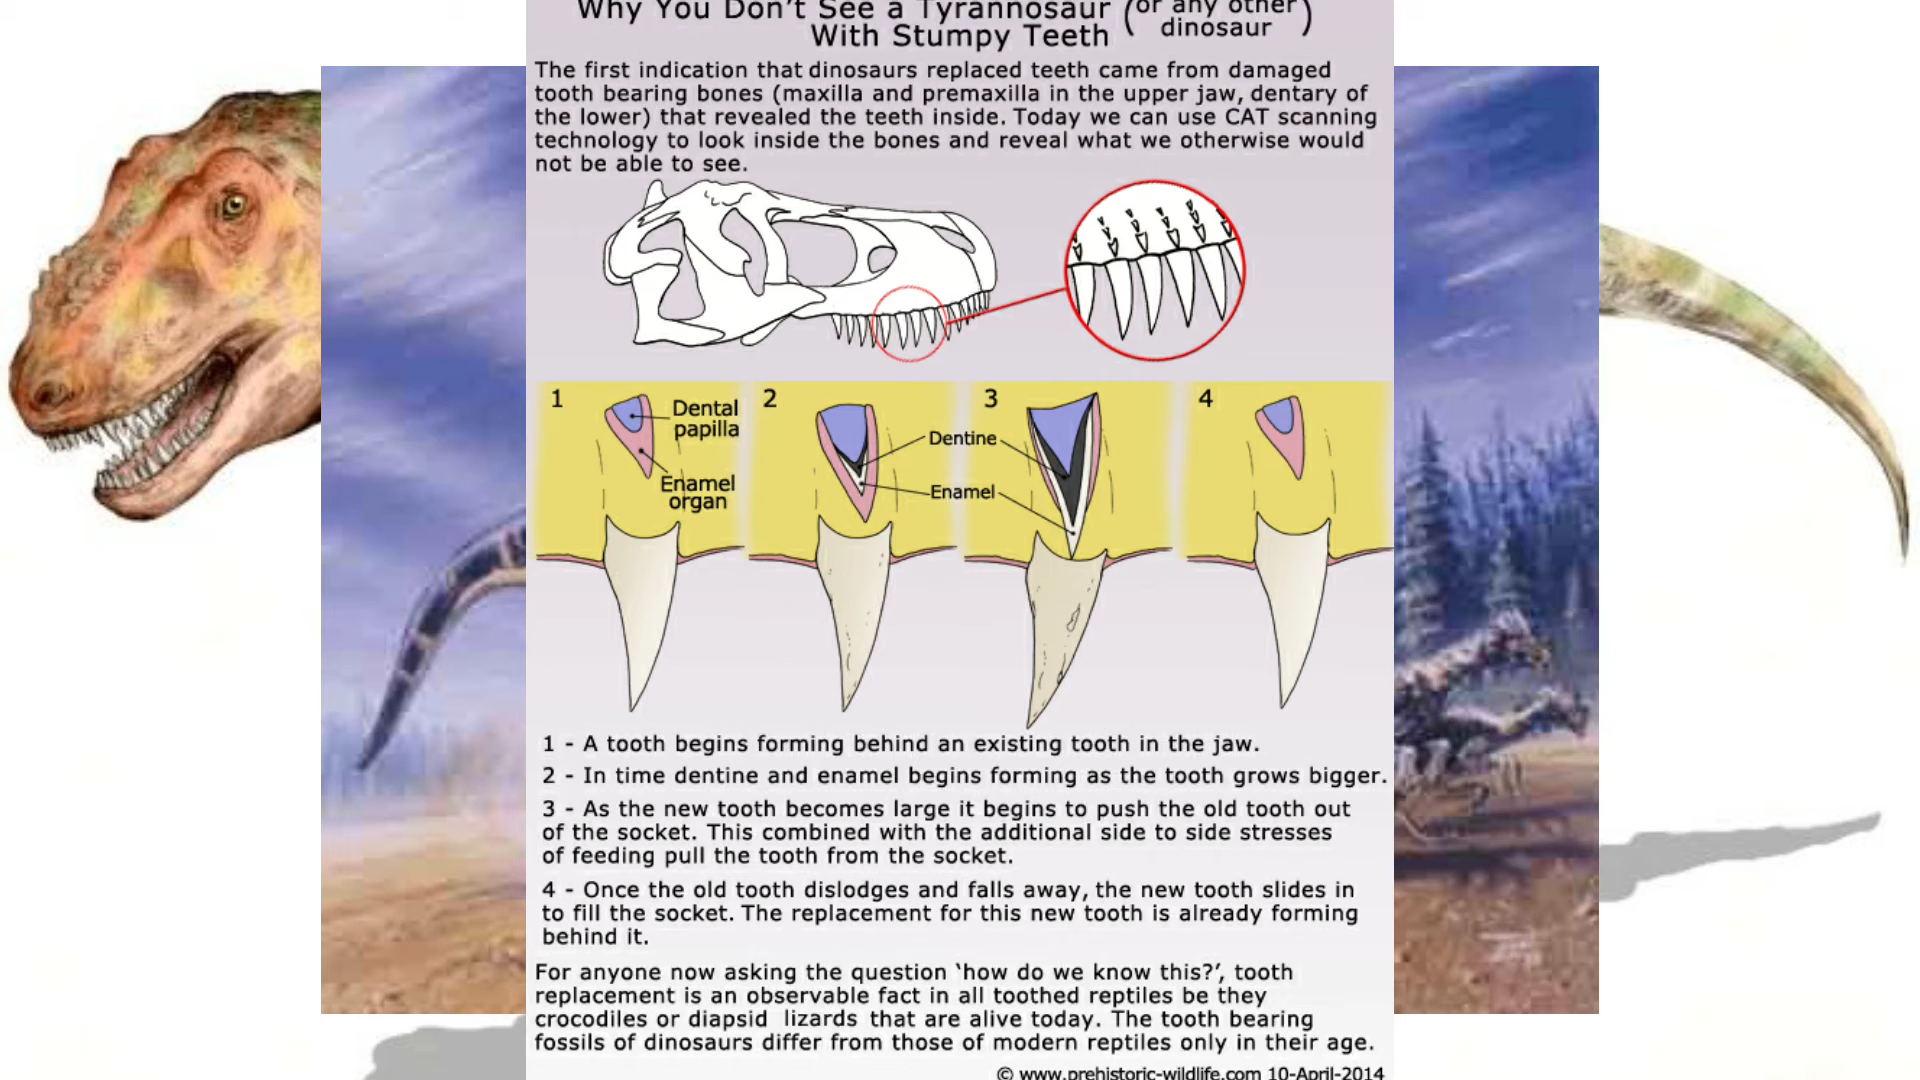 Why You Don't See a Tyrannosaur (or any other dinosaur)
With Stumpy Teeth
The first indication that dinosaurs replaced teeth came from damaged
tooth bearing bones (maxilla and premaxilla in the upper jaw, dentary of
the lower) that revealed the teeth inside. Today we can use CAT scanning
technology to look inside the bones and reveal what we otherwise would
not be able to see.
1
Dental
papilla
Enamel
organ
2
Dentine
Enamel
3
4
1 - A tooth begins forming behind an existing tooth in the jaw.
2 - In time dentine and enamel begins forming as the tooth grows bigger.
3 - As the new tooth becomes large it begins to push the old tooth out
of the socket. This combined with the additional side to side stresses
of feeding pull the tooth from the socket.
4 - Once the old tooth dislodges and falls away, the new tooth slides in
to fill the socket. The replacement for this new tooth is already forming
behind it.
For anyone now asking the question 'how do we know this?', tooth
replacement is an observable fact in all toothed reptiles be they
crocodiles or diapsid lizards that are alive today. The tooth bearing
fossils of dinosaurs differ from those of modern reptiles only in their age.
© www.prehistoric-wildlife.com 10-April-2014